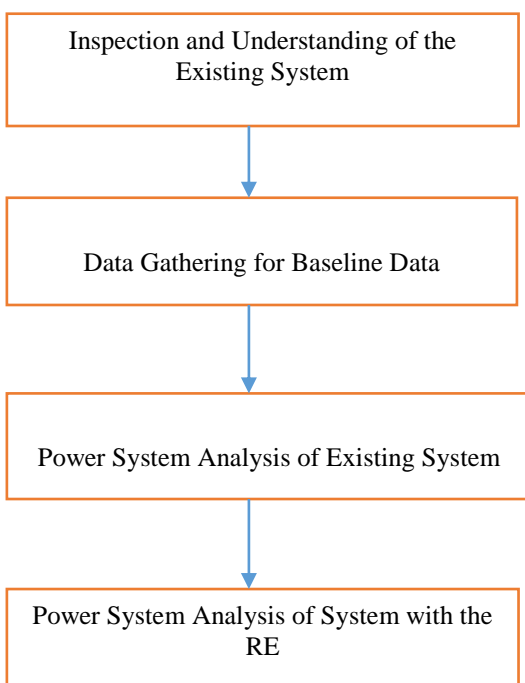 Inspection and Understanding of the
Existing System
Data Gathering for Baseline Data
Power System Analysis of Existing System
Power System Analysis of System with the
RE